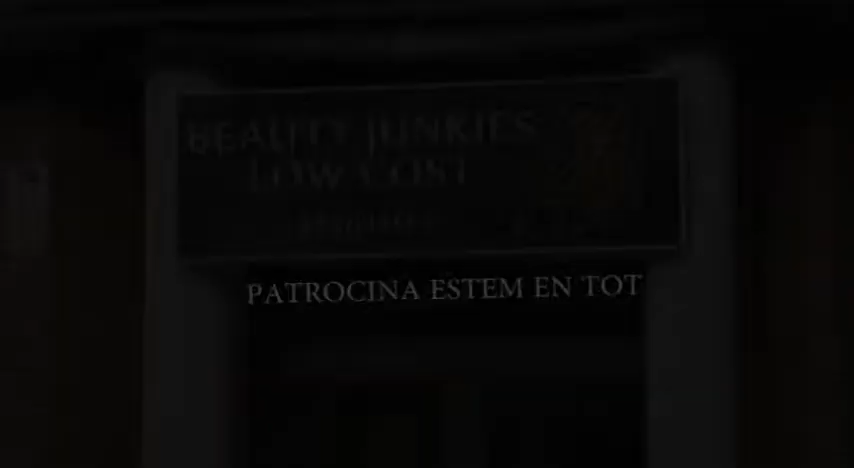 BEAUTY JUNKIES
LOW COST
PATROCINA ESTEM EN TOT